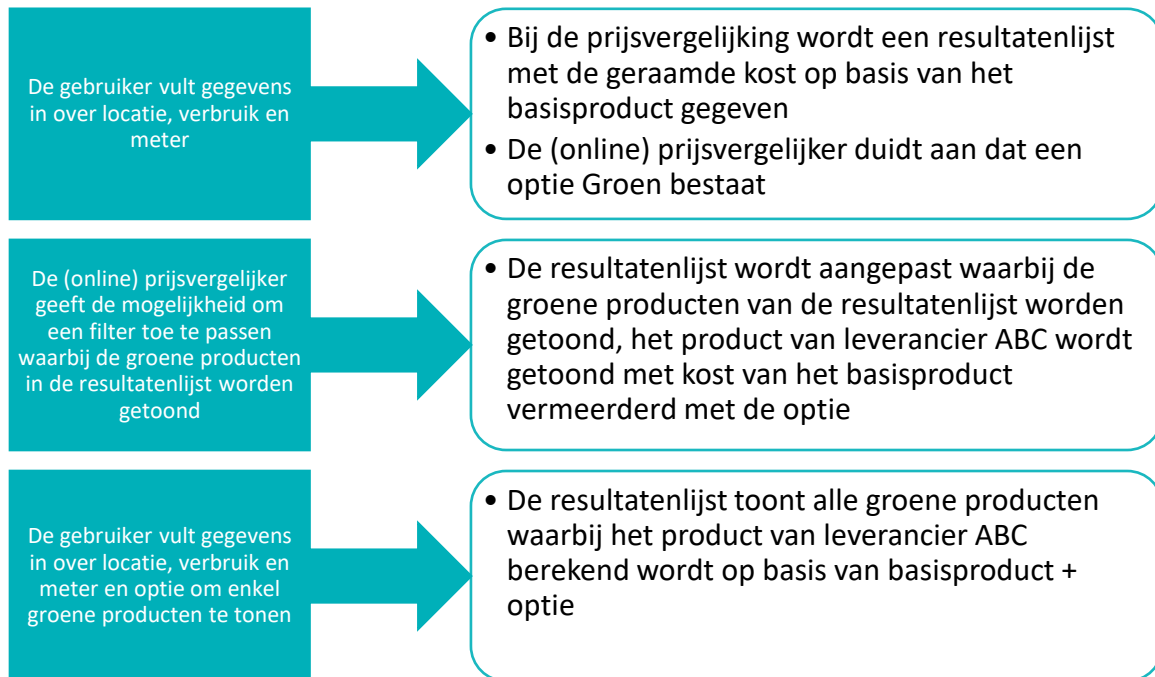 De gebruiker vult gegevens
in over locatie, verbruik en
meter
• Bij de prijsvergelijking wordt een resultatenlijst
met de geraamde kost op basis van het
basisproduct gegeven
• De (online) prijsvergelijker duidt aan dat een
optie Groen bestaat
De (online) prijsvergelijker
geeft de mogelijkheid om
een filter toe te passen
waarbij de groene producten
in de resultatenlijst worden
getoond
• De resultatenlijst wordt aangepast waarbij de
groene producten van de resultatenlijst worden
getoond, het product van leverancier ABC wordt
getoond met kost van het basisproduct
vermeerderd met de optie
De gebruiker vult gegevens
in over locatie, verbruik en
meter en optie om enkel
groene producten te tonen
• De resultatenlijst toont alle groene producten
waarbij het product van leverancier ABC
berekend wordt op basis van basisproduct +
optie